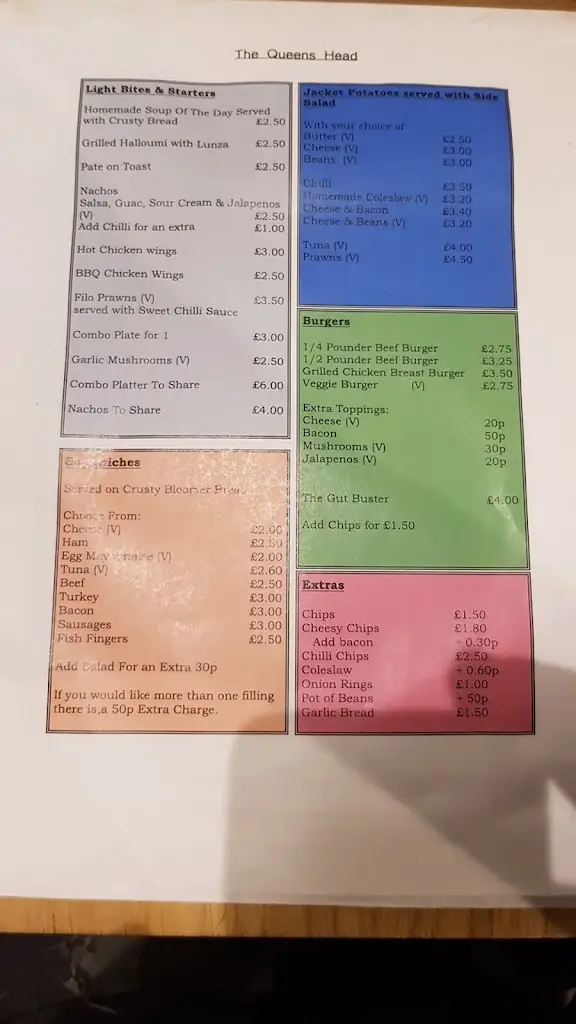 The Queens Head
Light Bites & Starters
Homemade Soup Of The Day Served
with Crusty Bread £2.50
Grilled Halloumi with Lunza £2.50
Pate on Toast £2.50
Nachos
Salsa, Guac, Sour Cream & Jalapenos
(V) £2.50
Add Chilli for an extra £1.00
Hot Chicken wings £3.00
BBQ Chicken Wings £2.50
Filo Prawns (V) £3.50
served with Sweet Chilli Sauce
Combo Plate for 1 £3.00
Garlic Mushrooms (V) £2.50
Combo Platter To Share £6.00
Nachos To Share £4.00
Sandwiches
Served on Crusty Bloomer Bread
Choose From:
Cheese (V) £2.00
Ham £2.50
Egg Mayonnaise (V) £2.00
Tuna (V) £2.60
Beef £2.50
Turkey £3.00
Bacon £3.00
Sausages £3.00
Fish Fingers £2.50
Add Salad For an Extra 30p
If you would like more than one filling
there is,a 50p Extra Charge.
Jacket Potatoes served with Side
Salad
With your choice of
Butter (V) £2.50
Cheese (V) £3.00
Beans (V) £3.00
Chilli £3.50
Homemade Coleslaw (V) £3.20
Cheese & Bacon £3.40
Cheese & Beans (V) £3.20
Tuna (V) £4.00
Prawns (V) £4.50
Burgers
1/4 Pounder Beef Burger £2.75
1/2 Pounder Beef Burger £3.25
Grilled Chicken Breast Burger £3.50
Veggie Burger (V) £2.75
Extra Toppings:
Cheese (V) 20p
Bacon 50p
Mushrooms (V) 30p
Jalapenos (V) 20p
The Gut Buster £4.00
Add Chips for £1.50
Extras
Chips £1.50
Cheesy Chips £1.80
Add bacon + 0.30p
Chilli Chips £2.50
Coleslaw + 0.60p
Onion Rings £1.00
Pot of Beans + 50p
Garlic Bread £1.50